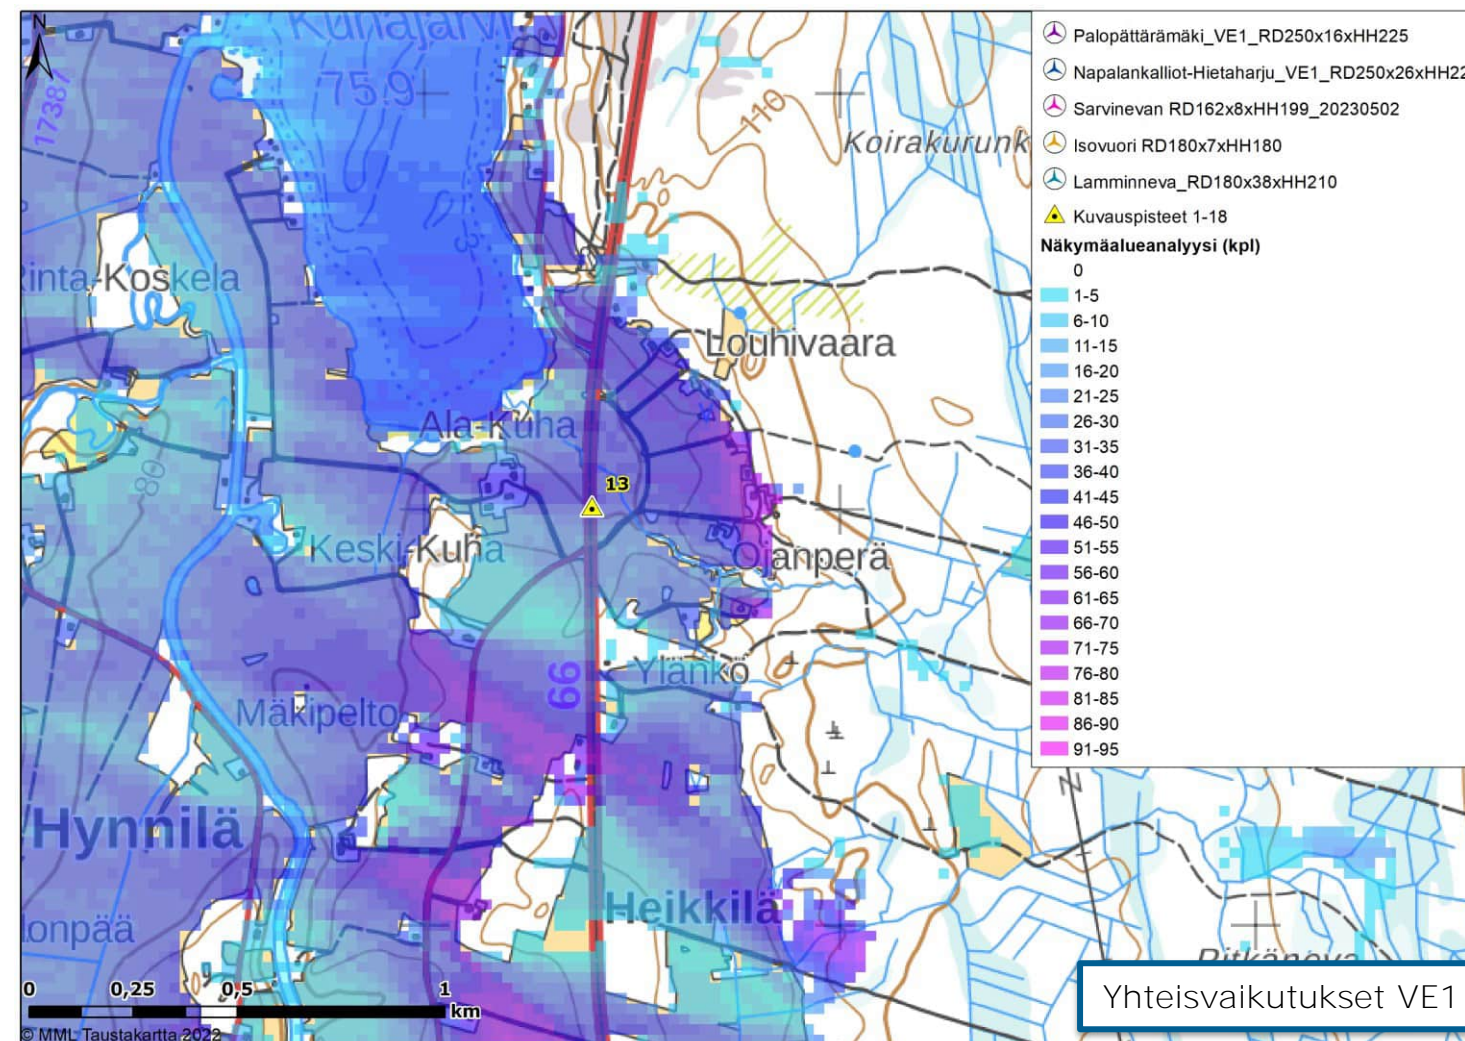 N
Kuhajärvi
75.9
17387
110
Koirakurunk
Rinta-Koskela
Louhivaara
Ala-Kuha
13
80
Keski-Kuha
Ojanperä
Ylänkö
66
Mäkipelto
Hynnilä
Heikkilä
lonpää
Pitkäneva
0 0,25 0,5 1
km
© MML Taustakartta 2022
Palopättärämäki_VE1_RD250x16xHH225
Napalankalliot-Hietaharju_VE1_RD250x26xHH22
Sarvinevan RD162x8xHH199_20230502
Isovuori RD180x7xHH180
Lamminneva_RD180x38xHH210
Kuvauspisteet 1-18
Näkymäalueanalyysi (kpl)
0
1-5
6-10
11-15
16-20
21-25
26-30
31-35
36-40
41-45
46-50
51-55
56-60
61-65
66-70
71-75
76-80
81-85
86-90
91-95
Yhteisvaikutukset VE1